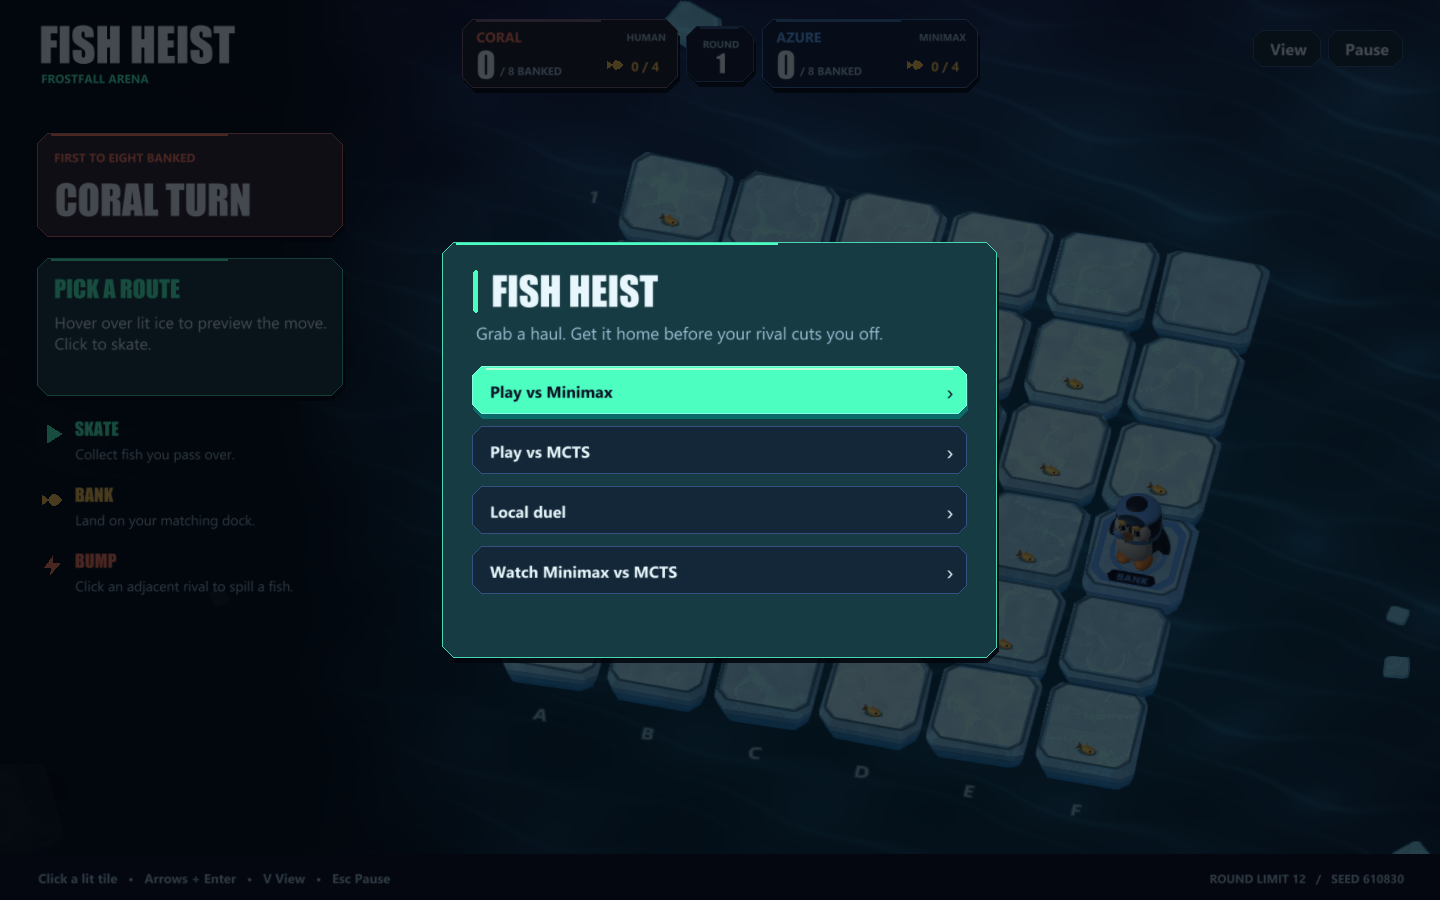 FISH HEIST
FROSTFALL ARENA
CORAL
HUMAN
0 / 8 BANKED
0 / 4
ROUND
1
AZURE
MINIMAX
0 / 8 BANKED
0 / 4
View
Pause
FIRST TO EIGHT BANKED
CORAL TURN
PICK A ROUTE
Hover over lit ice to preview the move.
Click to skate.
SKATE
Collect fish you pass over.
BANK
Land on your matching dock.
BUMP
Click an adjacent rival to spill a fish.
1
FISH HEIST
Grab a haul. Get it home before your rival cuts you off.
Play vs Minimax ›
Play vs MCTS ›
Local duel ›
Watch Minimax vs MCTS ›
BANK
A
B
C
D
E
F
Click a lit tile • Arrows + Enter • V View • Esc Pause
ROUND LIMIT 12 / SEED 610830